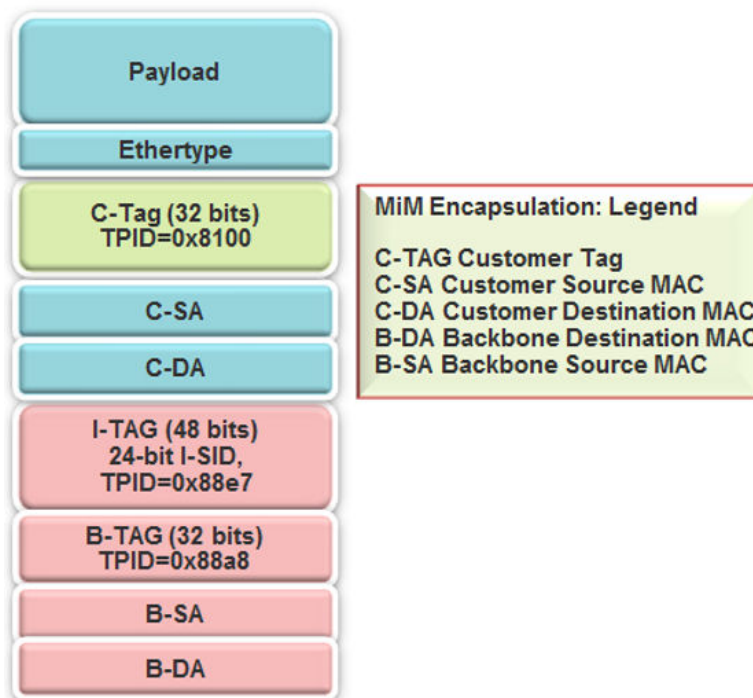 Payload
Ethertype
C-Tag (32 bits)
TPID=0x8100
C-SA
C-DA
I-TAG (48 bits)
24-bit I-SID,
TPID=0x88e7
B-TAG (32 bits)
TPID=0x88a8
B-SA
B-DA
MiM Encapsulation: Legend
C-TAG Customer Tag
C-SA Customer Source MAC
C-DA Customer Destination MAC
B-DA Backbone Destination MAC
B-SA Backbone Source MAC